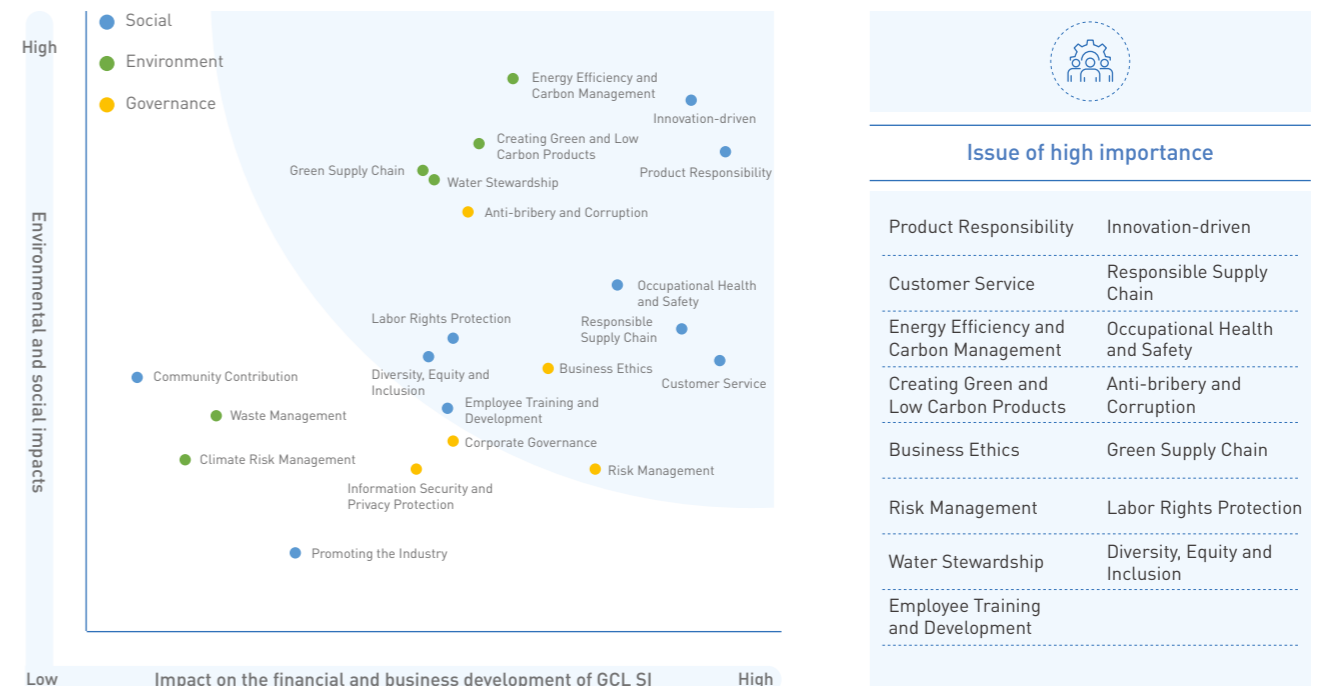 Social
High
Environment
Governance
Energy Efficiency and
Carbon Management
Innovation-driven
Creating Green and Low
Carbon Products
Product Responsibility
Green Supply Chain
Water Stewardship
Anti-bribery and Corruption
Environmental and social impacts
Occupational Health
and Safety
Labor Rights Protection
Responsible
Supply Chain
Business Ethics
Customer Service
Diversity, Equity and
Inclusion
Community Contribution
Employee Training and
Development
Waste Management
Corporate Governance
Climate Risk Management
Risk Management
Information Security and
Privacy Protection
Promoting the Industry
Low
Impact on the financial and business development of GCL SI
High
Issue of high importance
Product Responsibility
Innovation-driven
Customer Service
Responsible Supply
Chain
Energy Efficiency and
Carbon Management
Occupational Health
and Safety
Creating Green and
Low Carbon Products
Anti-bribery and
Corruption
Business Ethics
Green Supply Chain
Risk Management
Labor Rights Protection
Water Stewardship
Diversity, Equity and
Inclusion
Employee Training
and Development